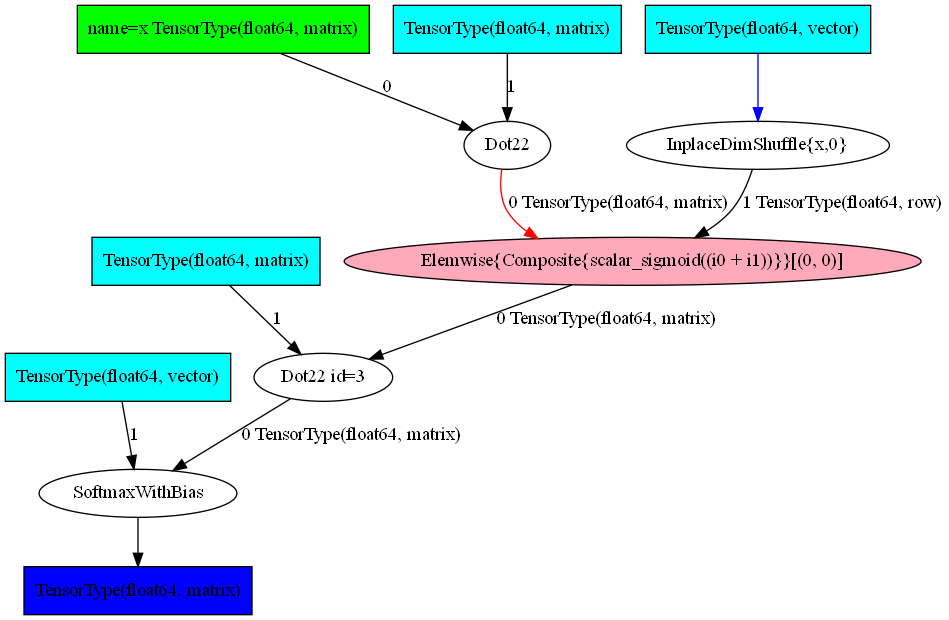 name=x TensorType(float64, matrix)
TensorType(float64, matrix)
TensorType(float64, vector)
0
1
Dot22
InplaceDimShuffle{x,0}
0 TensorType(float64, matrix)
1 TensorType(float64, row)
TensorType(float64, matrix)
Elemwise{Composite{scalar_sigmoid((i0 + i1))}}[(0, 0)]
1
0 TensorType(float64, matrix)
TensorType(float64, vector)
Dot22 id=3
1
0 TensorType(float64, matrix)
SoftmaxWithBias
TensorType(float64, matrix)